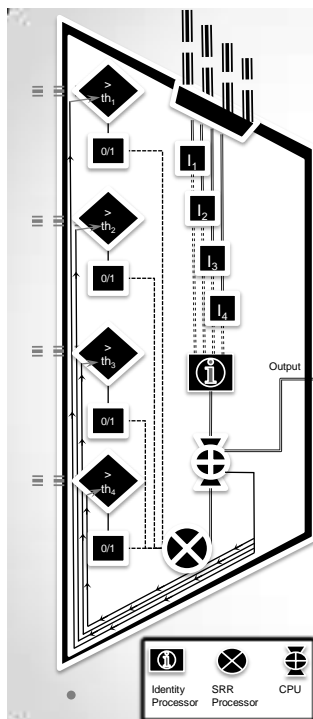 >
th1
0/1
I1
>
th2
0/1
I2
I3
I4
>
th3
0/1
Output
>
th4
0/1
Identity
Processor
SRR
Processor
CPU